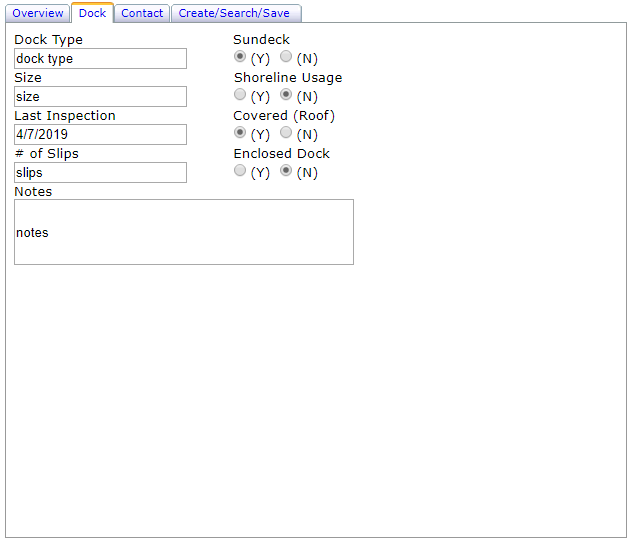 Overview Dock Contact Create/Search/Save
Dock Type
dock type
Size
size
Last Inspection
4/7/2019
# of Slips
slips
Notes
notes
Sundeck
(Y) (N)
Shoreline Usage
(Y) (N)
Covered (Roof)
(Y) (N)
Enclosed Dock
(Y) (N)